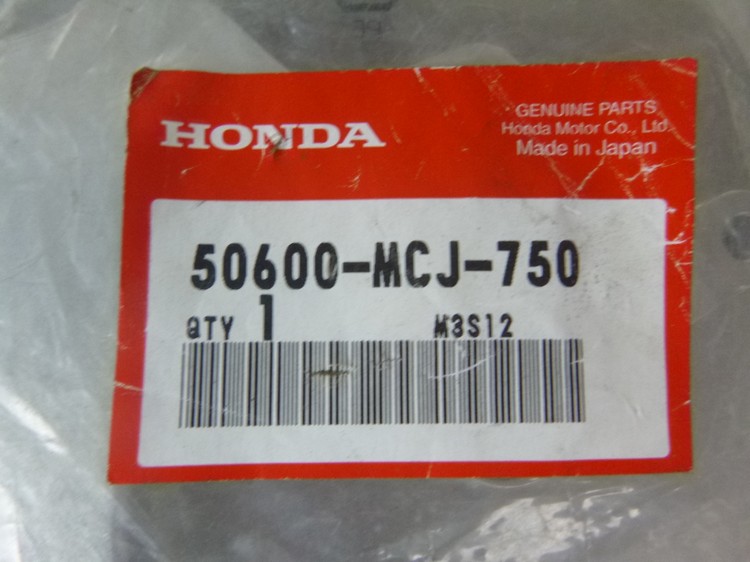 HONDA
GENUINE PARTS
Honda Motor Co., Ltd.
Made in Japan
50600-MCJ-750
QTY 1 M3S12